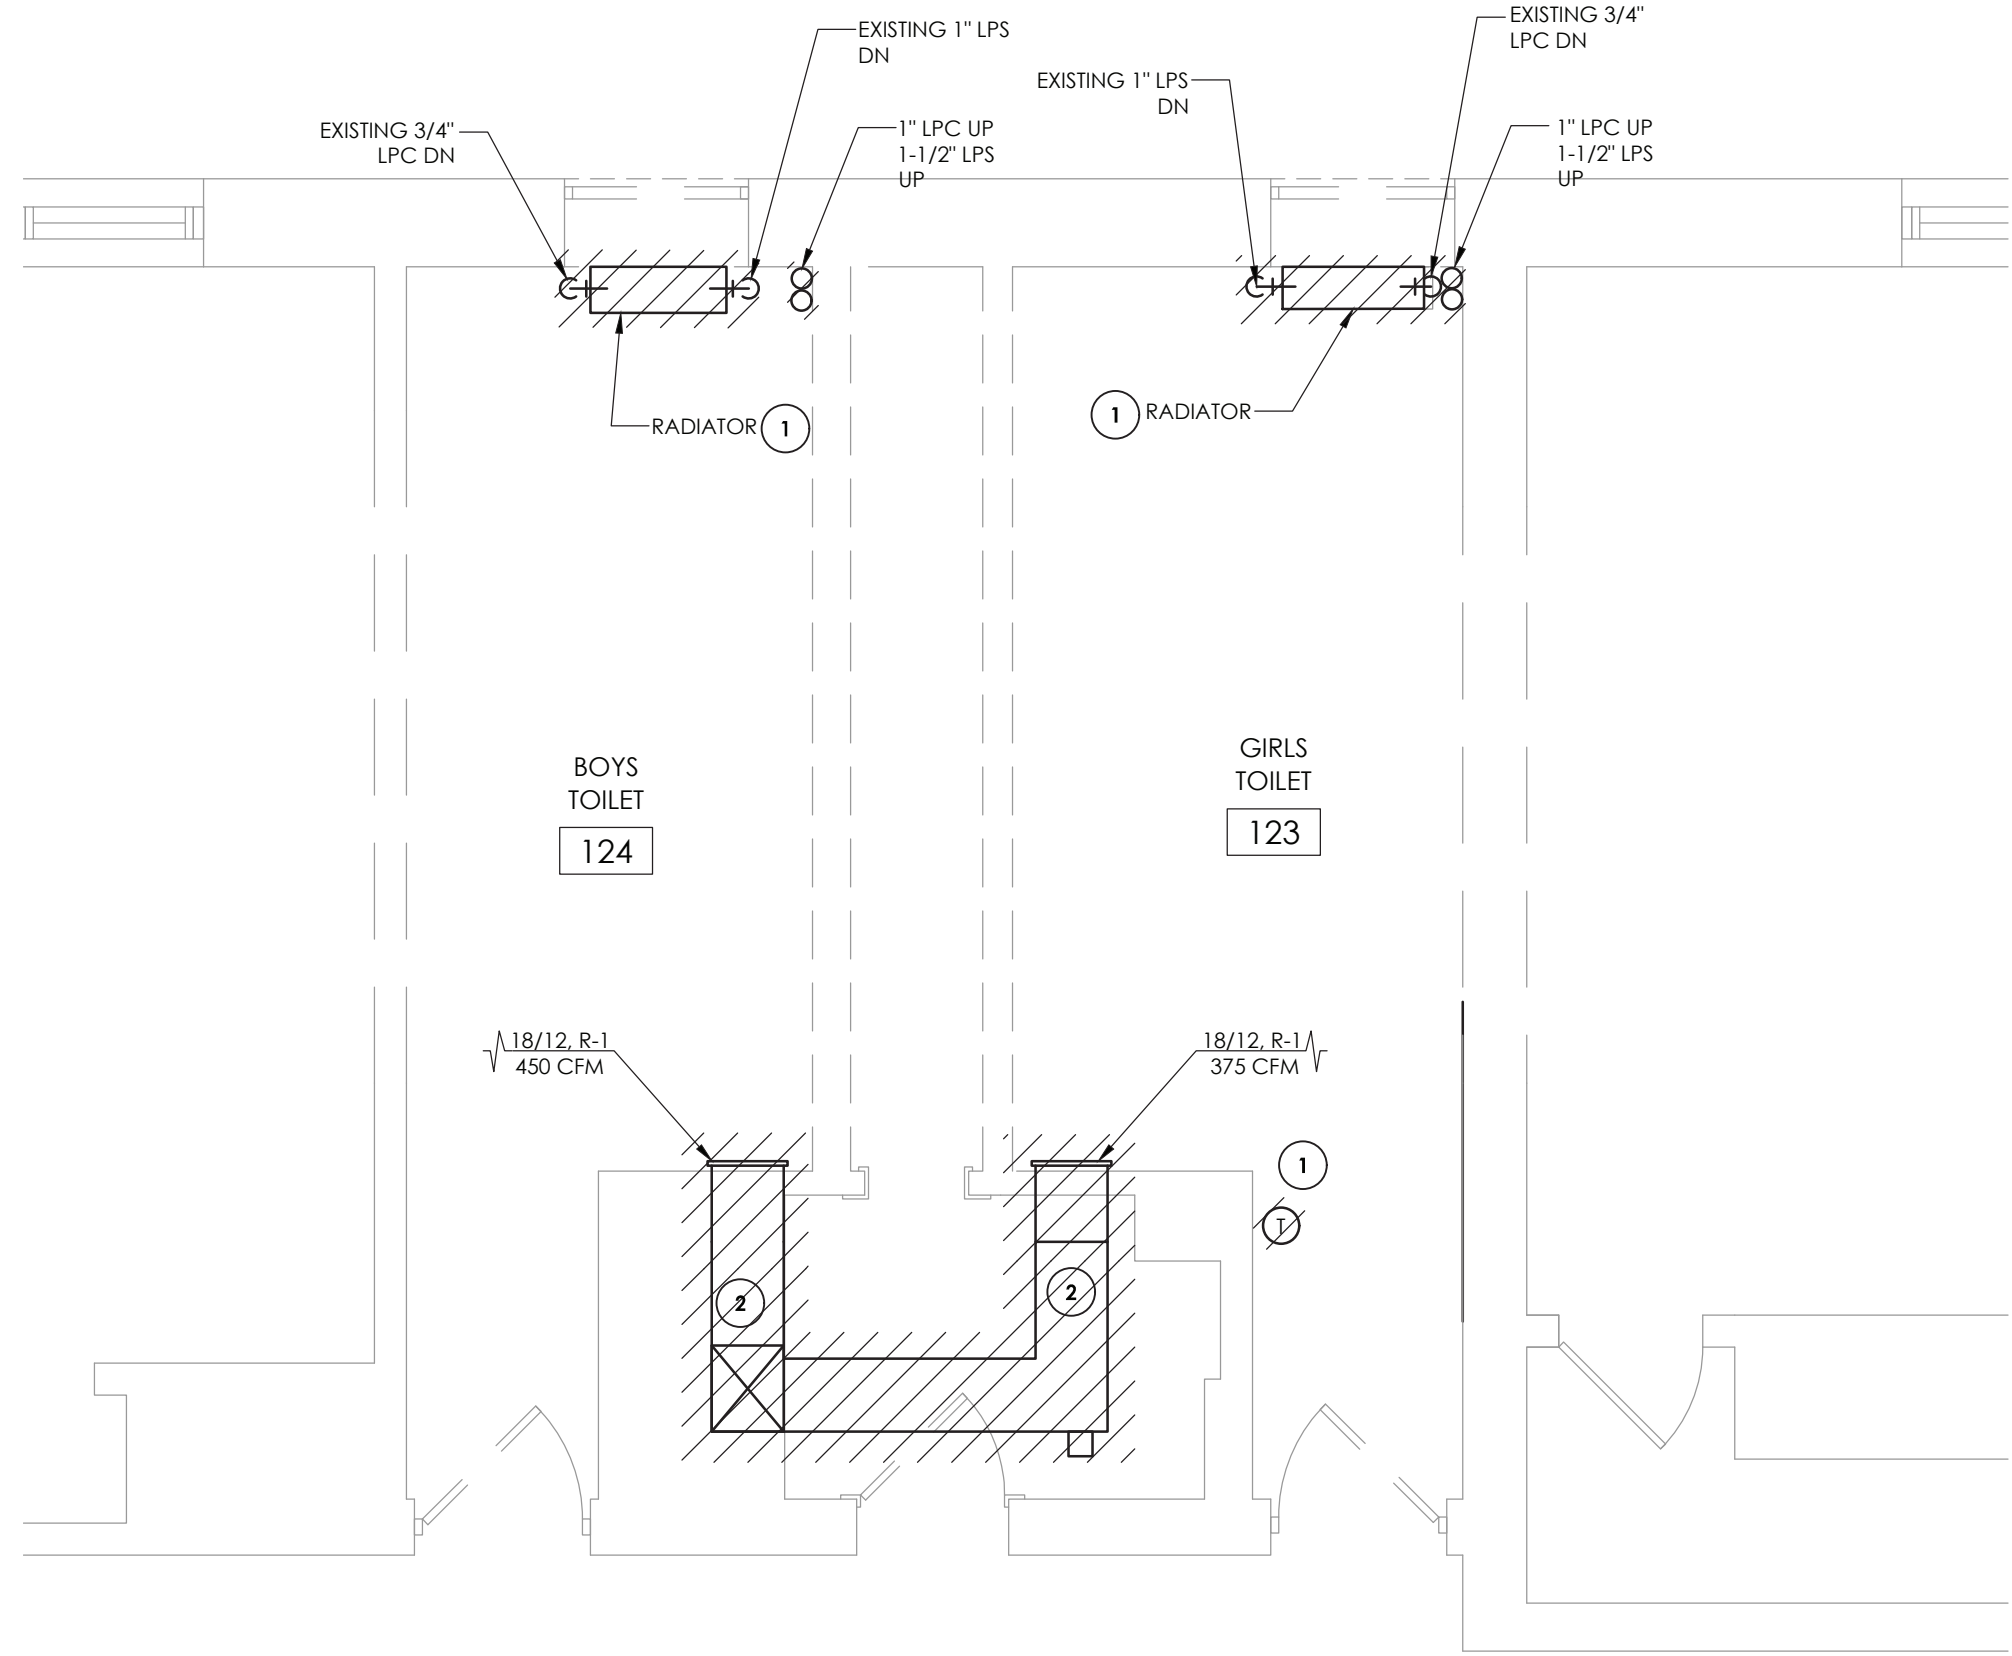 EXISTING 1" LPS
DN
EXISTING 3/4"
LPC DN
EXISTING 1" LPS
DN
EXISTING 3/4"
LPC DN
1" LPC UP
1-1/2" LPS
UP
1" LPC UP
1-1/2" LPS
UP
RADIATOR 1
1 RADIATOR
BOYS
TOILET
124
GIRLS
TOILET
123
18/12, R-1
450 CFM
18/12, R-1
375 CFM
1
T
2
2